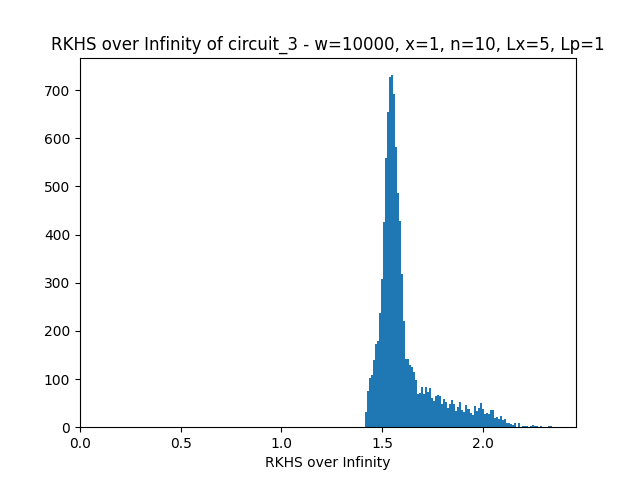 RKHS over Infinity of circuit_3 - w=10000, x=1, n=10, Lx=5, Lp=1
700
600
500
400
300
200
100
0
0.0 0.5 1.0 1.5 2.0
RKHS over Infinity